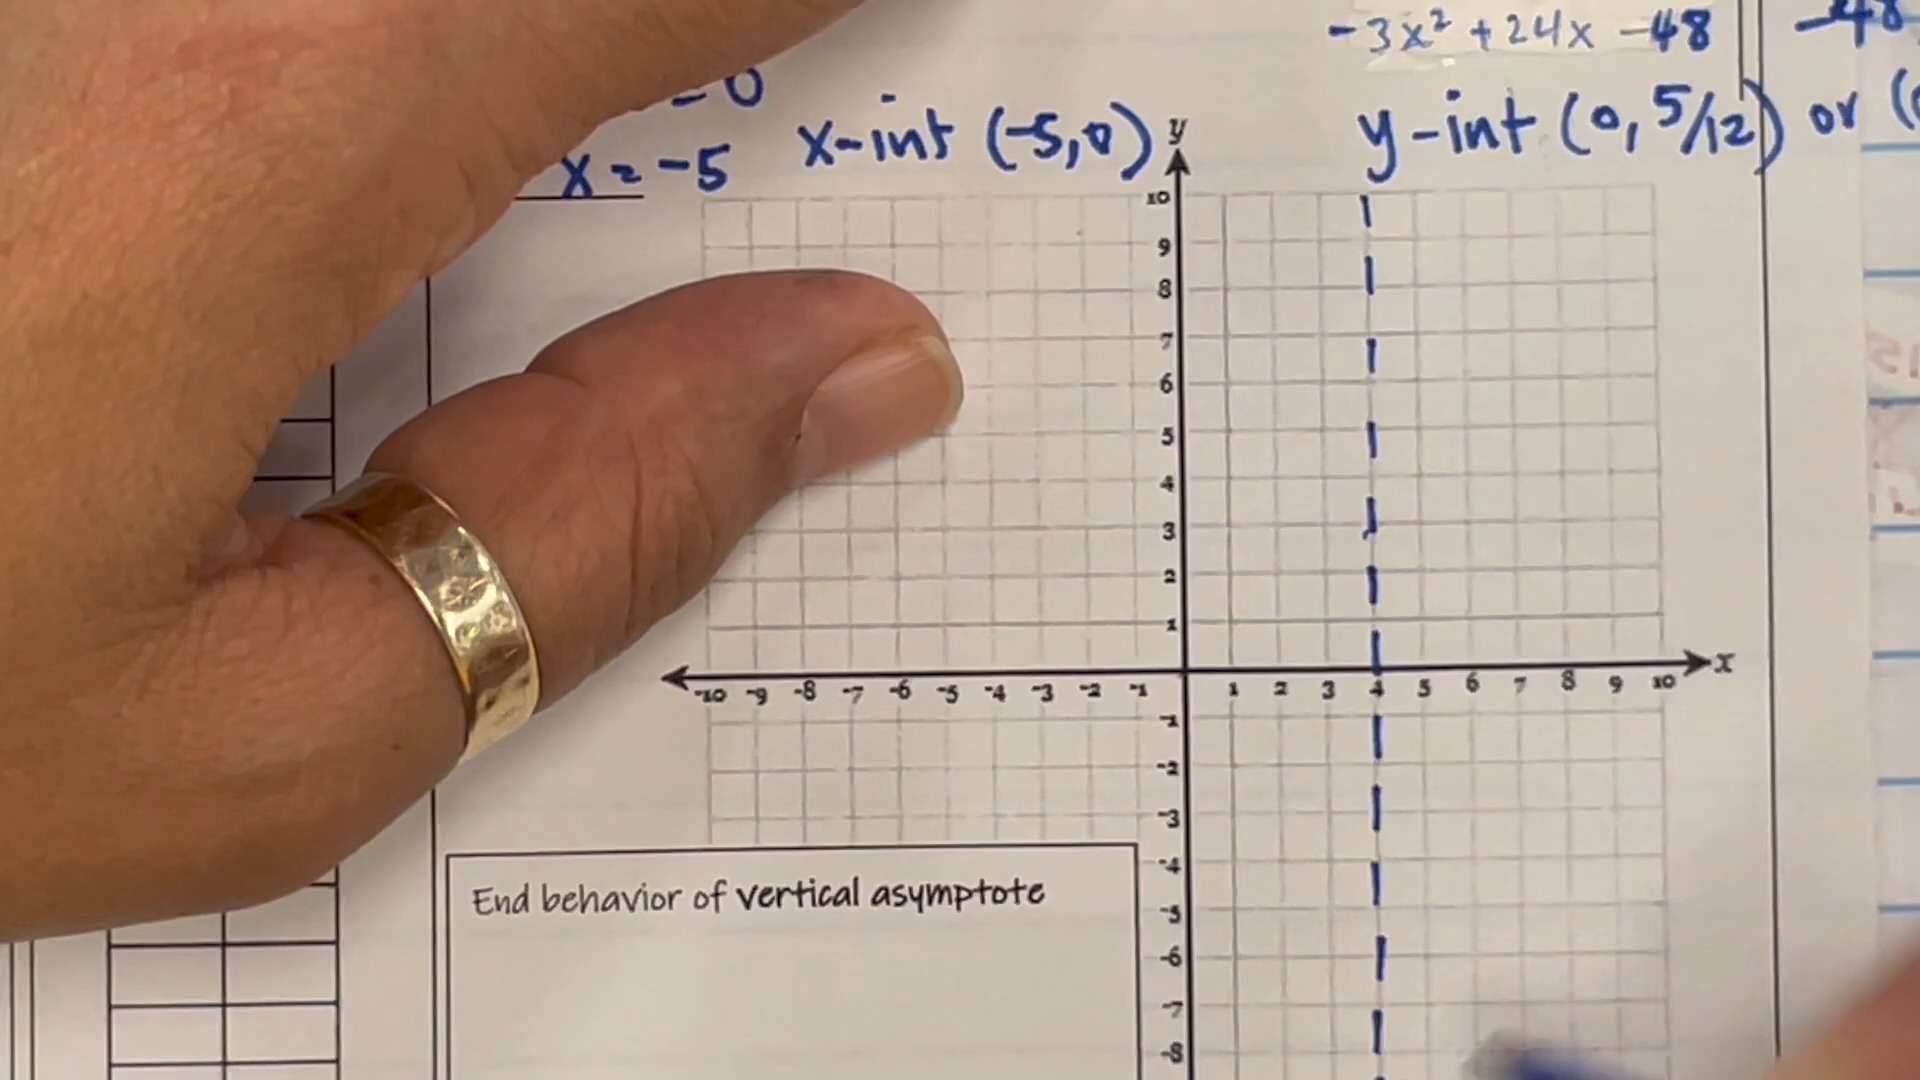 -3x² + 24x - 48
-48
= 0
x = -5
x-int (-5,0)
y-int (0, 5/12) or (
y
10
9
8
7
6
5
4
3
2
1
x
-10 -9 -8 -7 -6 -5 -4 -3 -2 -1 1 2 3 4 5 6 7 8 9 10
-1
-2
-3
-4
-5
-6
-7
-8
End behavior of vertical asymptote